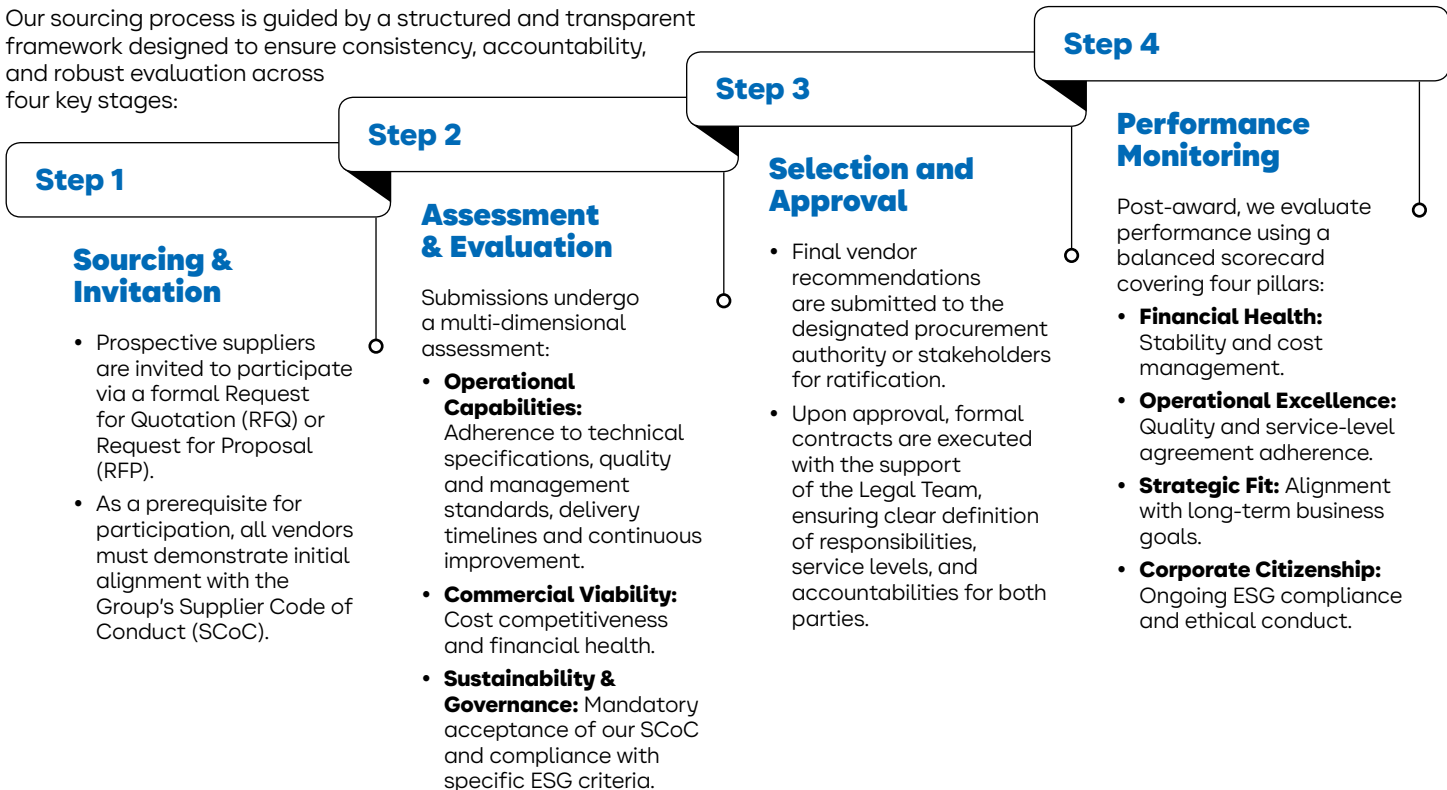 Our sourcing process is guided by a structured and transparent
framework designed to ensure consistency, accountability,
and robust evaluation across
four key stages:
Step 1
Sourcing &
Invitation
• Prospective suppliers
are invited to participate
via a formal Request
for Quotation (RFQ) or
Request for Proposal
(RFP).
• As a prerequisite for
participation, all vendors
must demonstrate initial
alignment with the
Group's Supplier Code of
Conduct (SCoC).
Step 2
Assessment
& Evaluation
Submissions undergo
a multi-dimensional
assessment:
• Operational
Capabilities:
Adherence to technical
specifications, quality
and management
standards, delivery
timelines and continuous
improvement.
• Commercial Viability:
Cost competitiveness
and financial health.
• Sustainability &
Governance: Mandatory
acceptance of our SCoC
and compliance with
specific ESG criteria.
Step 3
Selection and
Approval
• Final vendor
recommendations
are submitted to the
designated procurement
authority or stakeholders
for ratification.
• Upon approval, formal
contracts are executed
with the support
of the Legal Team,
ensuring clear definition
of responsibilities,
service levels, and
accountabilities for both
parties.
Step 4
Performance
Monitoring
Post-award, we evaluate
performance using a
balanced scorecard
covering four pillars:
• Financial Health:
Stability and cost
management.
• Operational Excellence:
Quality and service-level
agreement adherence.
• Strategic Fit: Alignment
with long-term business
goals.
• Corporate Citizenship:
Ongoing ESG compliance
and ethical conduct.